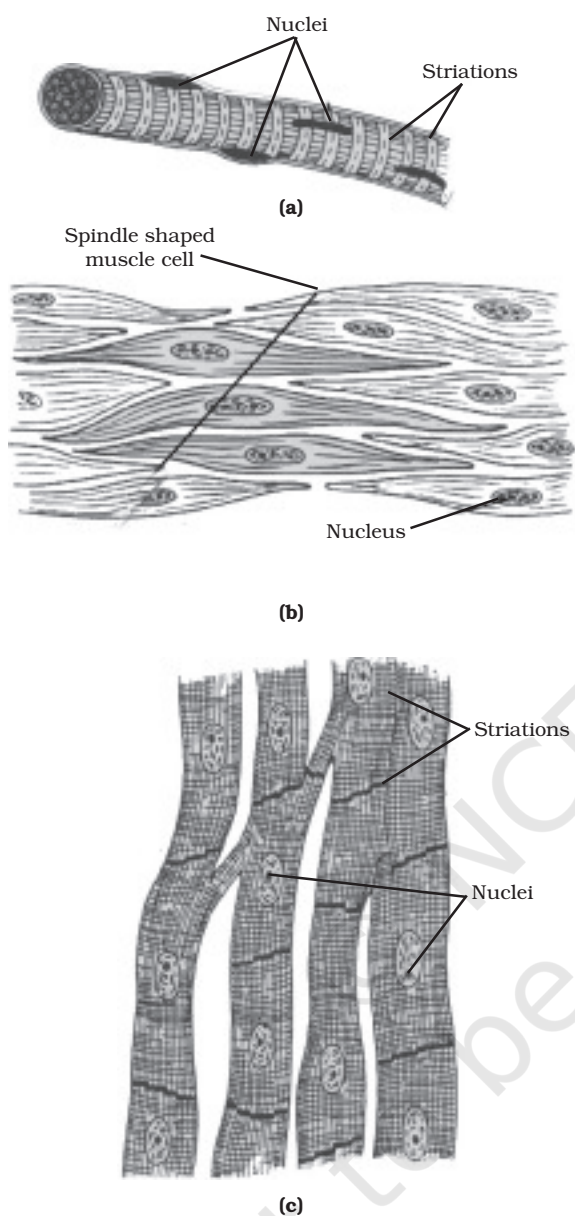 Nuclei
Striations
(a)
Spindle shaped
muscle cell
Nucleus
(b)
Striations
Nuclei
(c)